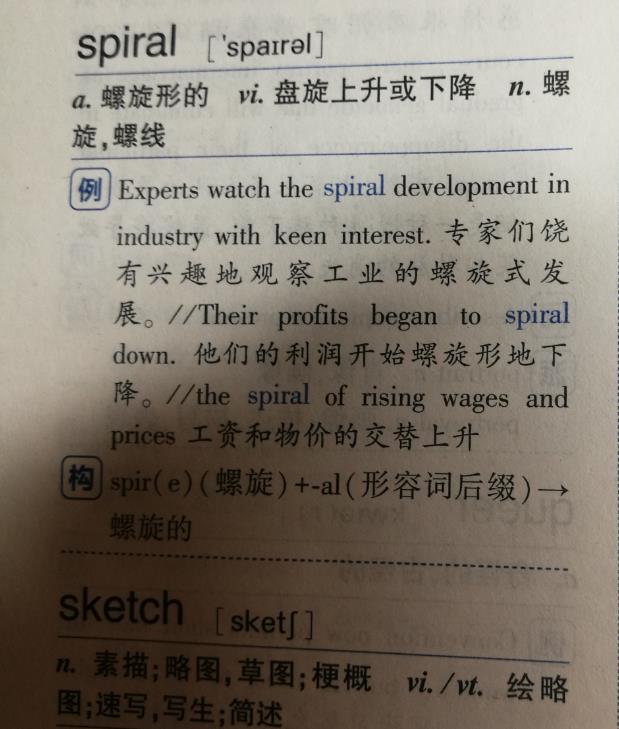 spiral ［ˈspaɪrəl］
a. 螺旋形的 vi. 盘旋上升或下降 n. 螺
旋,螺线
例 Experts watch the spiral development in
industry with keen interest. 专家们饶
有兴趣地观察工业的螺旋式发
展。//Their profits began to spiral
down. 他们的利润开始螺旋形地下
降。//the spiral of rising wages and
prices 工资和物价的交替上升
构 spir(e)(螺旋)+-al(形容词后缀)→
螺旋的
sketch ［sketʃ］
n. 素描;略图,草图;梗概 vi./vt. 绘略
图;速写,写生;简述